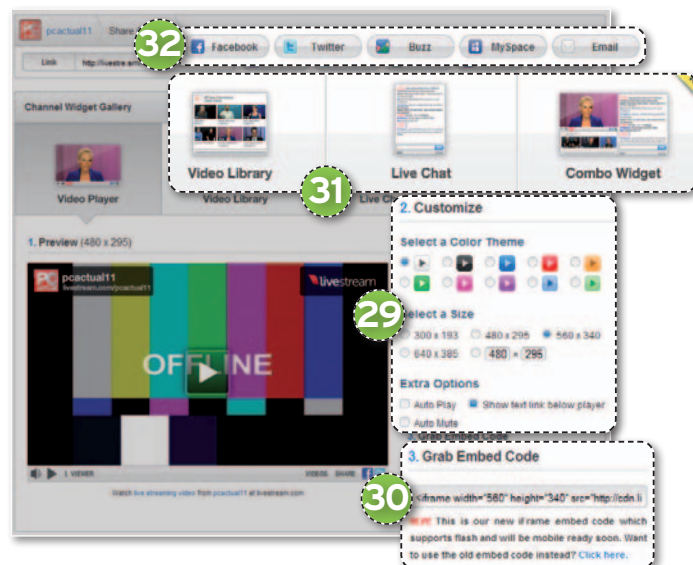 32
pcactual11 Share
Facebook Twitter Buzz MySpace Email
Link http://livestre.am
Channel Widget Gallery
Video Player
Video Library Live Chat Combo Widget
31
Video Library Live Ch
1. Preview (480 x 295)
pcactual11
livestream.com/pcactual11
livestream
OFFLINE
1 VIEWER VIDEOS SHARE
Watch live streaming video from pcactual11 at livestream.com
2. Customize
Select a Color Theme
29
Select a Size
300 x 193 480 x 295 560 x 340
640 x 385 480 × 295
Extra Options
Auto Play Show text link below player
Auto Mute
3. Grab Embed Code
3. Grab Embed Code
30
<iframe width="560" height="340" src="http://cdn.li
This is our new iframe embed code which
supports flash and will be mobile ready soon. Want
to use the old embed code instead? Click here.